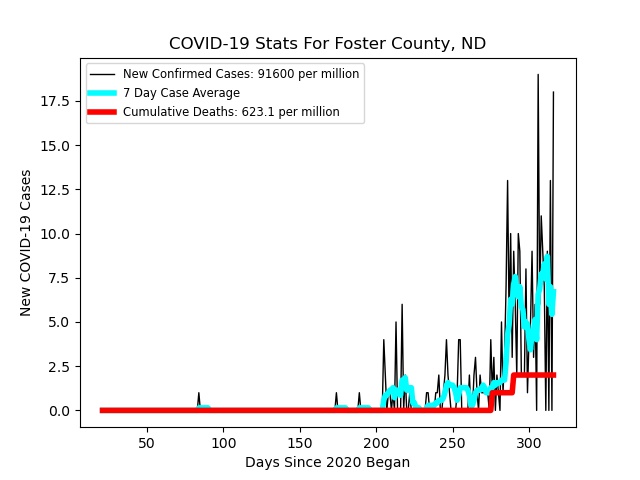 COVID-19 Stats For Foster County, ND
New Confirmed Cases: 91600 per million
7 Day Case Average
Cumulative Deaths: 623.1 per million
New COVID-19 Cases
17.5
15.0
12.5
10.0
7.5
5.0
2.5
0.0
50 100 150 200 250 300
Days Since 2020 Began